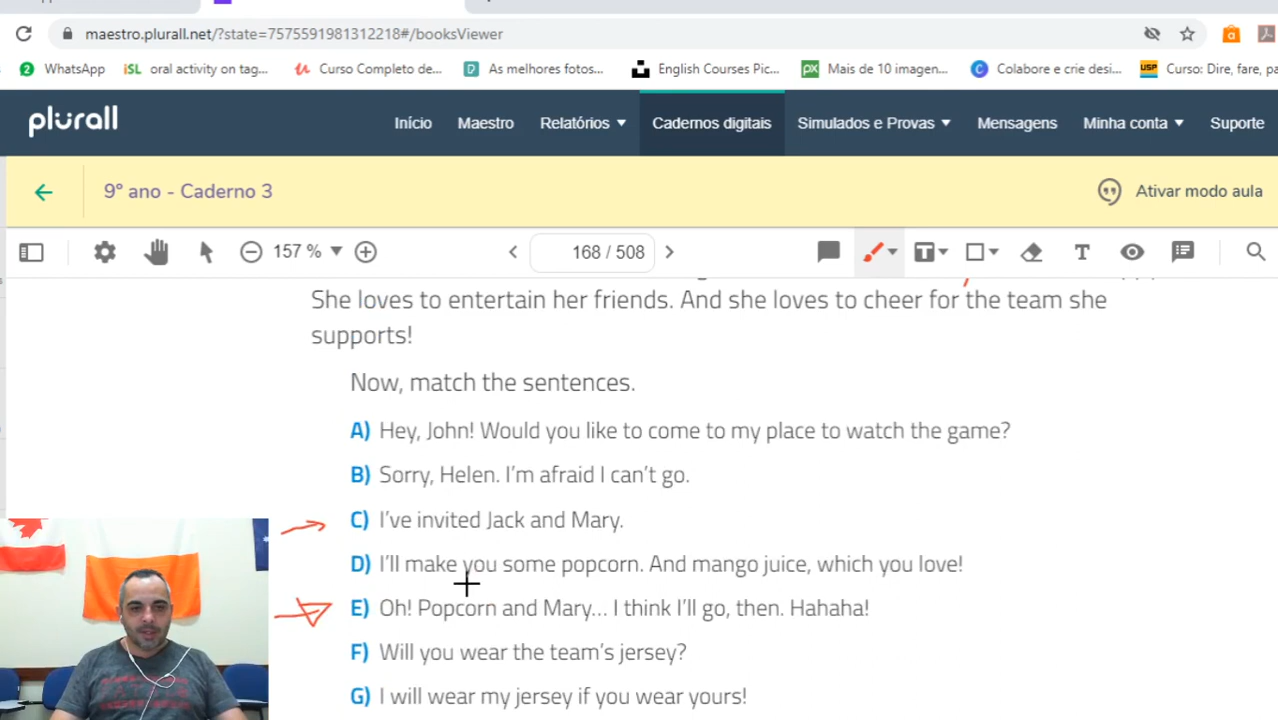 maestro.plurall.net/?state=7575591981312218#/booksViewer
2 WhatsApp iSL oral activity on tag... Curso Completo de... D As melhores fotos... English Courses Pic... px Mais de 10 imagen... C Colabore e crie desi... USP Curso: Dire, fare, pa
plurall Início Maestro Relatórios Cadernos digitais Simulados e Provas Mensagens Minha conta Suporte
9º ano - Caderno 3 Ativar modo aula
157 % 168 / 508 T T
She loves to entertain her friends. And she loves to cheer for the team she
supports!
Now, match the sentences.
A) Hey, John! Would you like to come to my place to watch the game?
B) Sorry, Helen. I'm afraid I can't go.
C) I've invited Jack and Mary.
D) I'll make you some popcorn. And mango juice, which you love!
E) Oh! Popcorn and Mary... I think I'll go, then. Hahaha!
F) Will you wear the team's jersey?
G) I will wear my jersey if you wear yours!